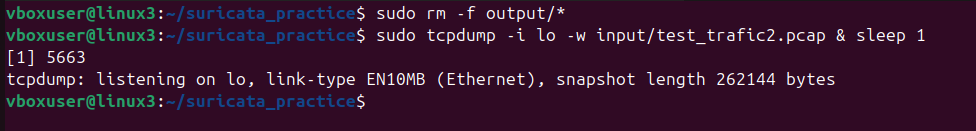 vboxuser@linux3:~/suricata_practice$ sudo rm -f output/*
vboxuser@linux3:~/suricata_practice$ sudo tcpdump -i lo -w input/test_trafic2.pcap & sleep 1
[1] 5663
tcpdump: listening on lo, link-type EN10MB (Ethernet), snapshot length 262144 bytes
vboxuser@linux3:~/suricata_practice$